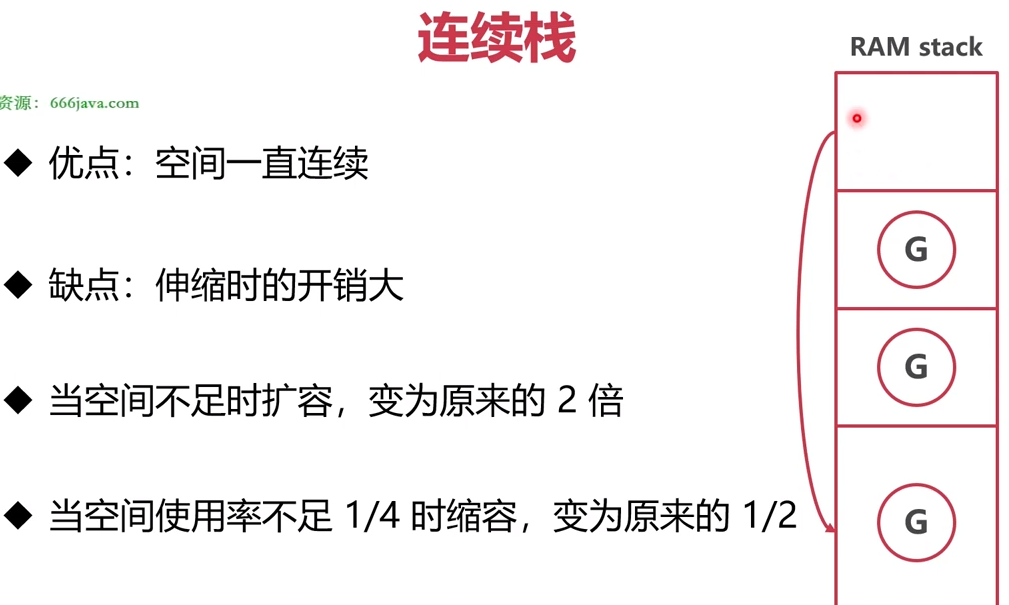 连续栈
RAM stack
资源：666java.com
◆ 优点：空间一直连续
◆ 缺点：伸缩时的开销大
◆ 当空间不足时扩容，变为原来的 2 倍
◆ 当空间使用率不足 1/4 时缩容，变为原来的 1/2
G
G
G